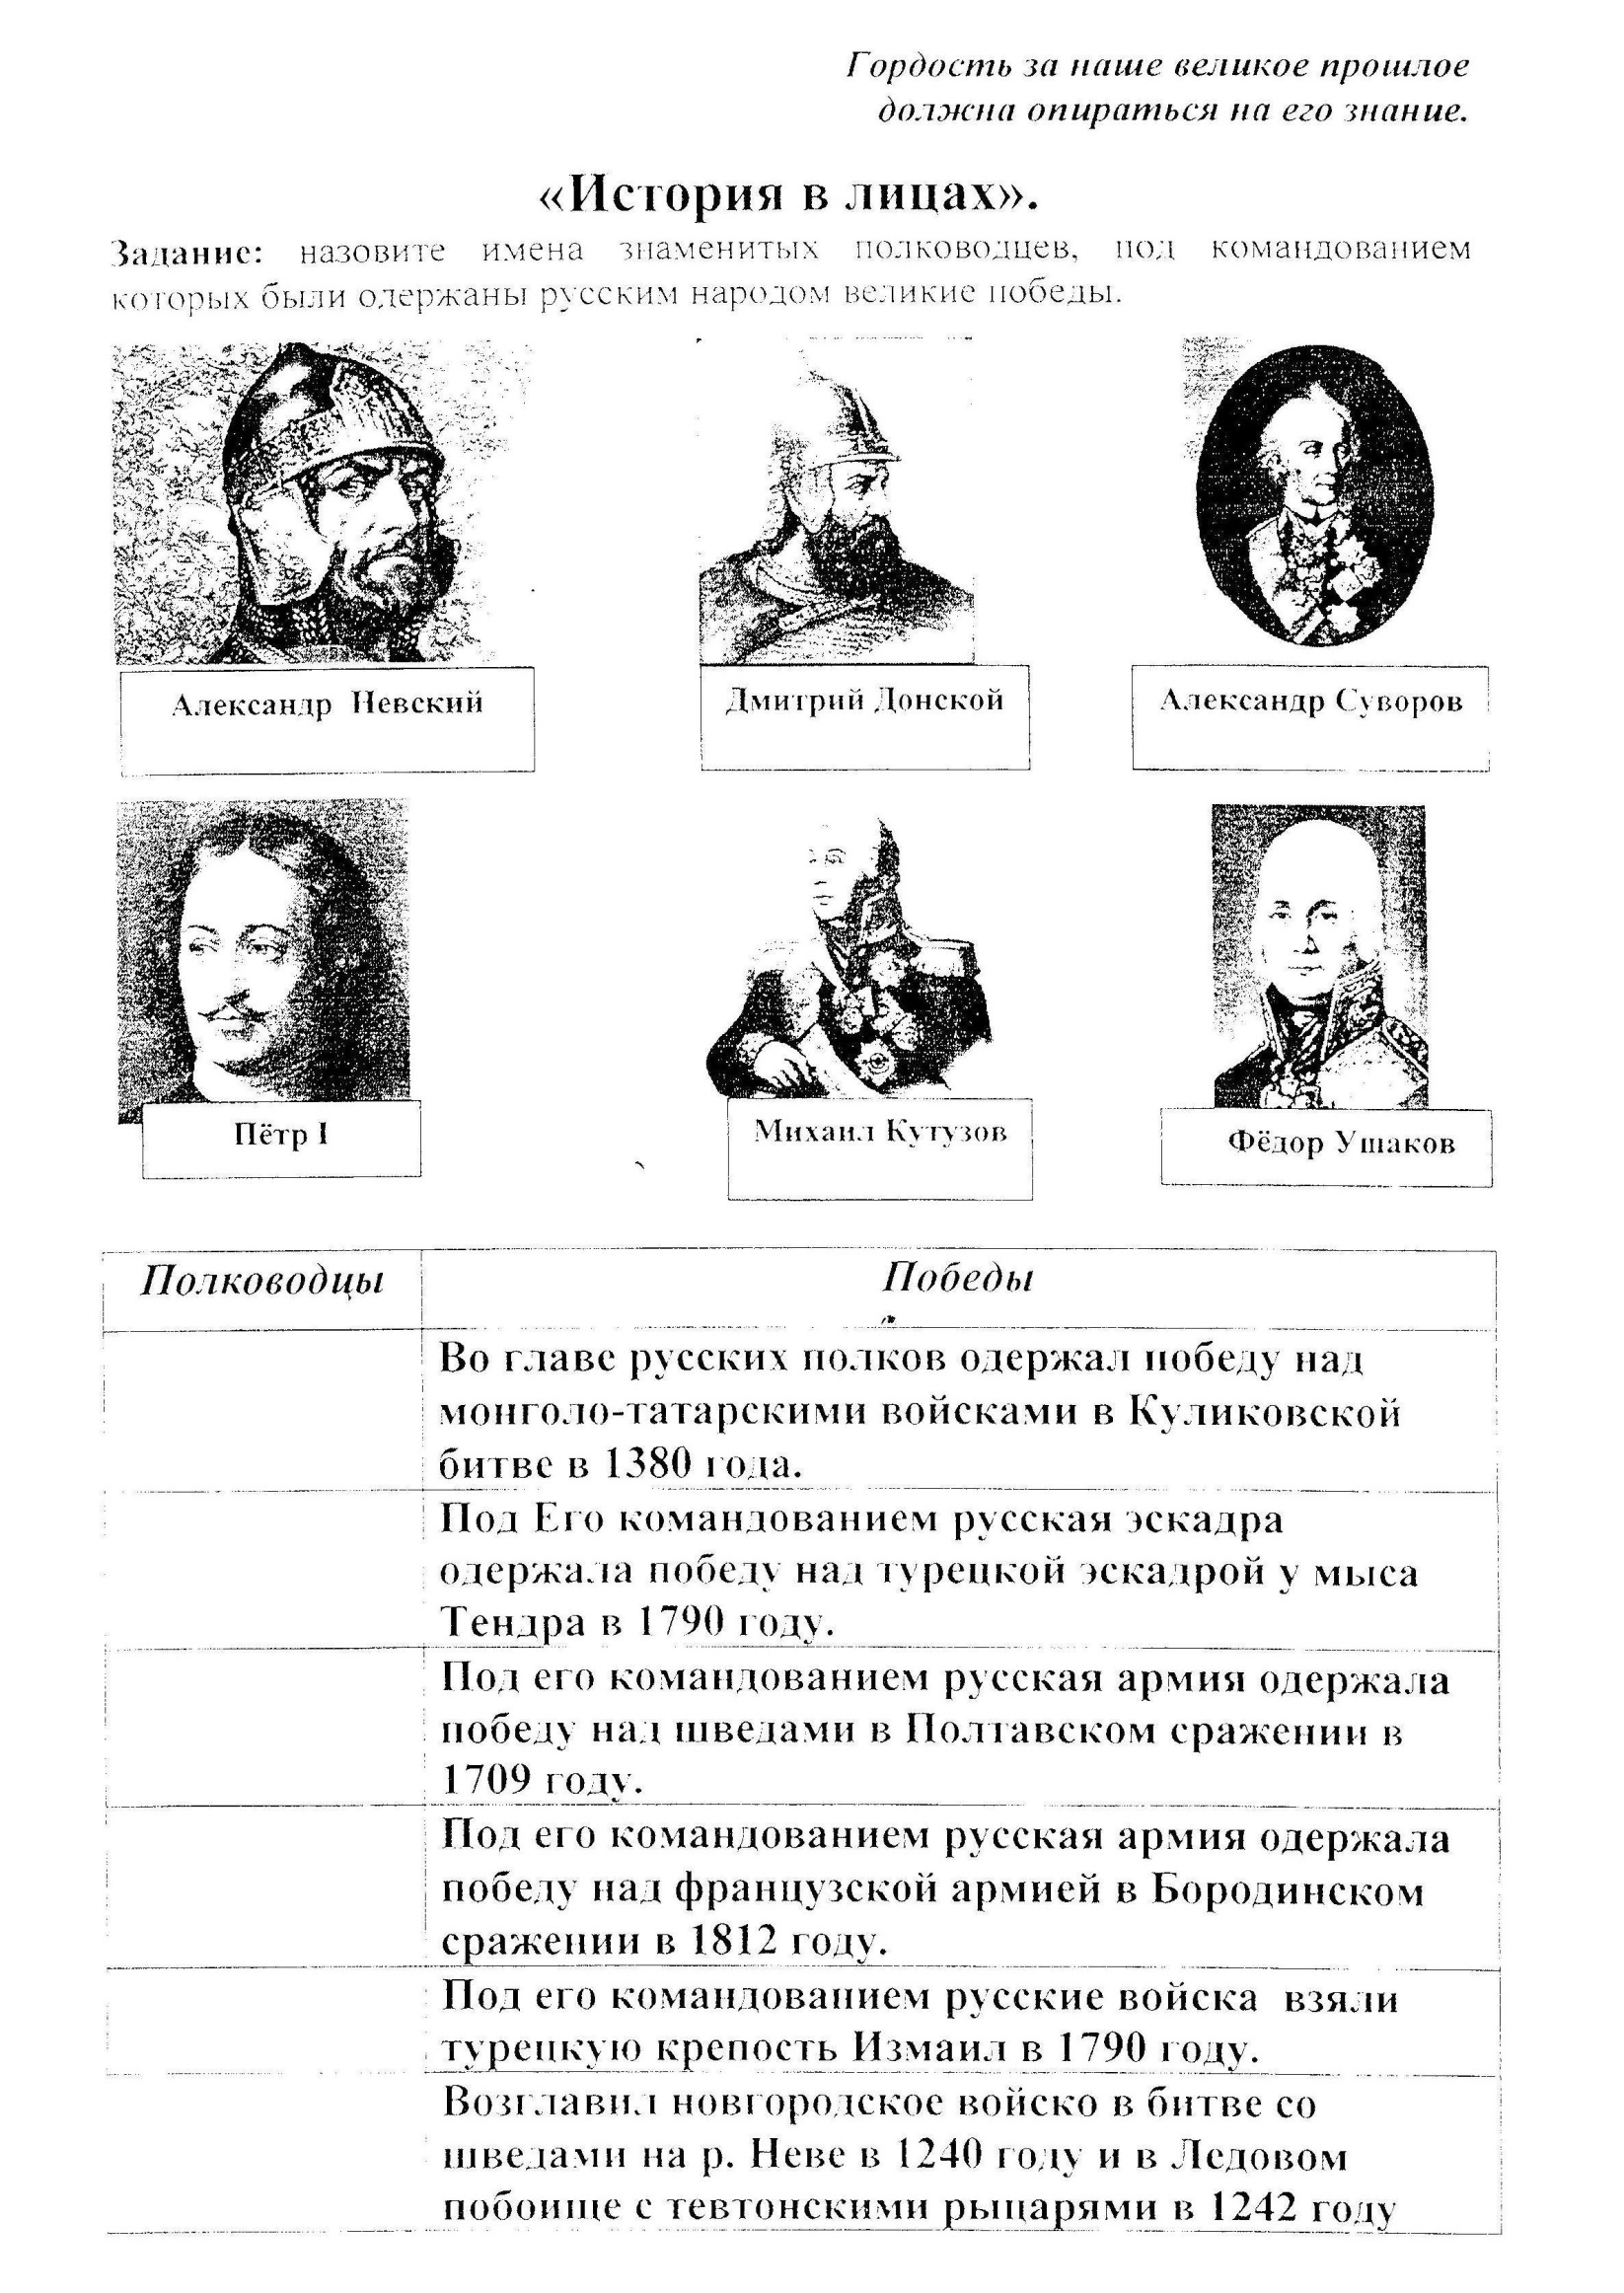 Гордость за наше великое прошлое
должна опираться на его знание.
«История в лицах».
Задание: назовите имена знаменитых полководцев, под командованием
которых были одержаны русским народом великие победы.
Александр Невский
Дмитрий Донской
Александр Суворов
Пётр I
Михаил Кутузов
Фёдор Ушаков
Полководцы
Победы
Во главе русских полков одержал победу над
монголо-татарскими войсками в Куликовской
битве в 1380 года.
Под Его командованием русская эскадра
одержала победу над турецкой эскадрой у мыса
Тендра в 1790 году.
Под его командованием русская армия одержала
победу над шведами в Полтавском сражении в
1709 году.
Под его командованием русская армия одержала
победу над французской армией в Бородинском
сражении в 1812 году.
Под его командованием русские войска взяли
турецкую крепость Измаил в 1790 году.
Возглавил новгородское войско в битве со
шведами на р. Неве в 1240 году и в Ледовом
побоище с тевтонскими рыцарями в 1242 году